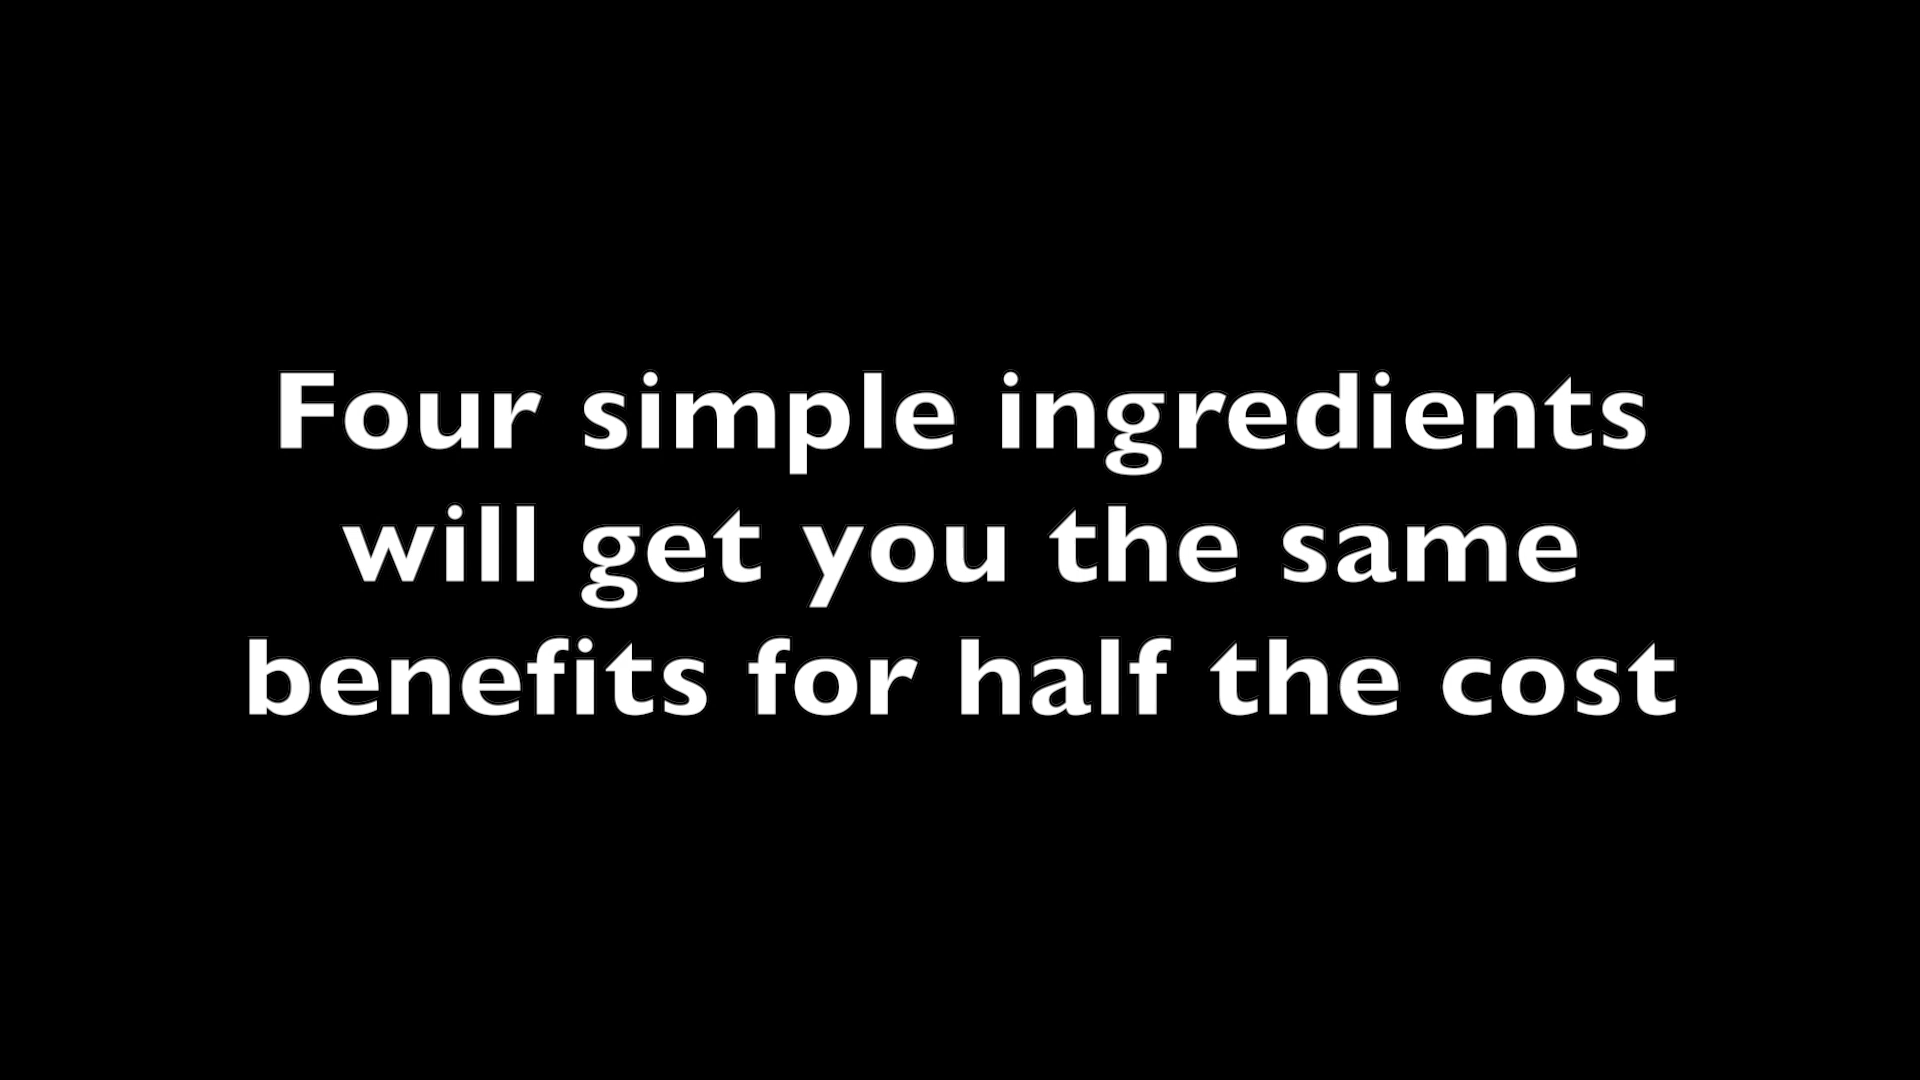 Four simple ingredients
will get you the same
benefits for half the cost